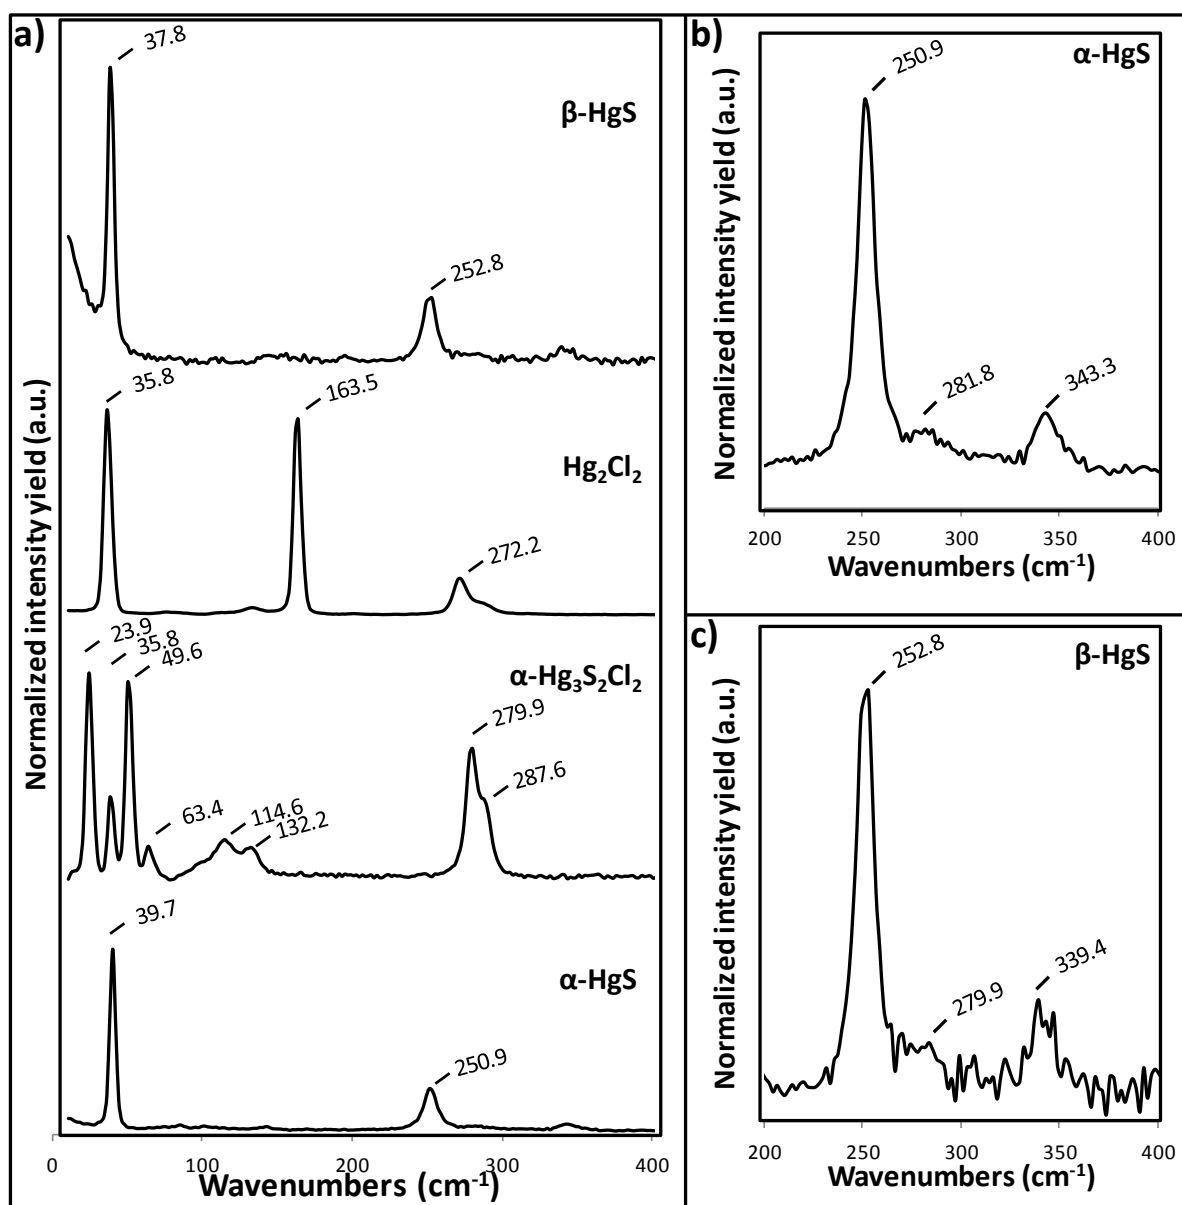 a)
37.8
β-HgS
252.8
35.8
163.5
Hg₂Cl₂
272.2
23.9
35.8
49.6
α-Hg₃S₂Cl₂
279.9
287.6
63.4
114.6
132.2
39.7
α-HgS
250.9
Normalized intensity yield (a.u.)
0 100 200 300 400
Wavenumbers (cm⁻¹)
b)
α-HgS
250.9
281.8
343.3
Normalized intensity yield (a.u.)
200 250 300 350 400
Wavenumbers (cm⁻¹)
c)
β-HgS
252.8
279.9
339.4
Normalized intensity yield (a.u.)
200 250 300 350 400
Wavenumbers (cm⁻¹)